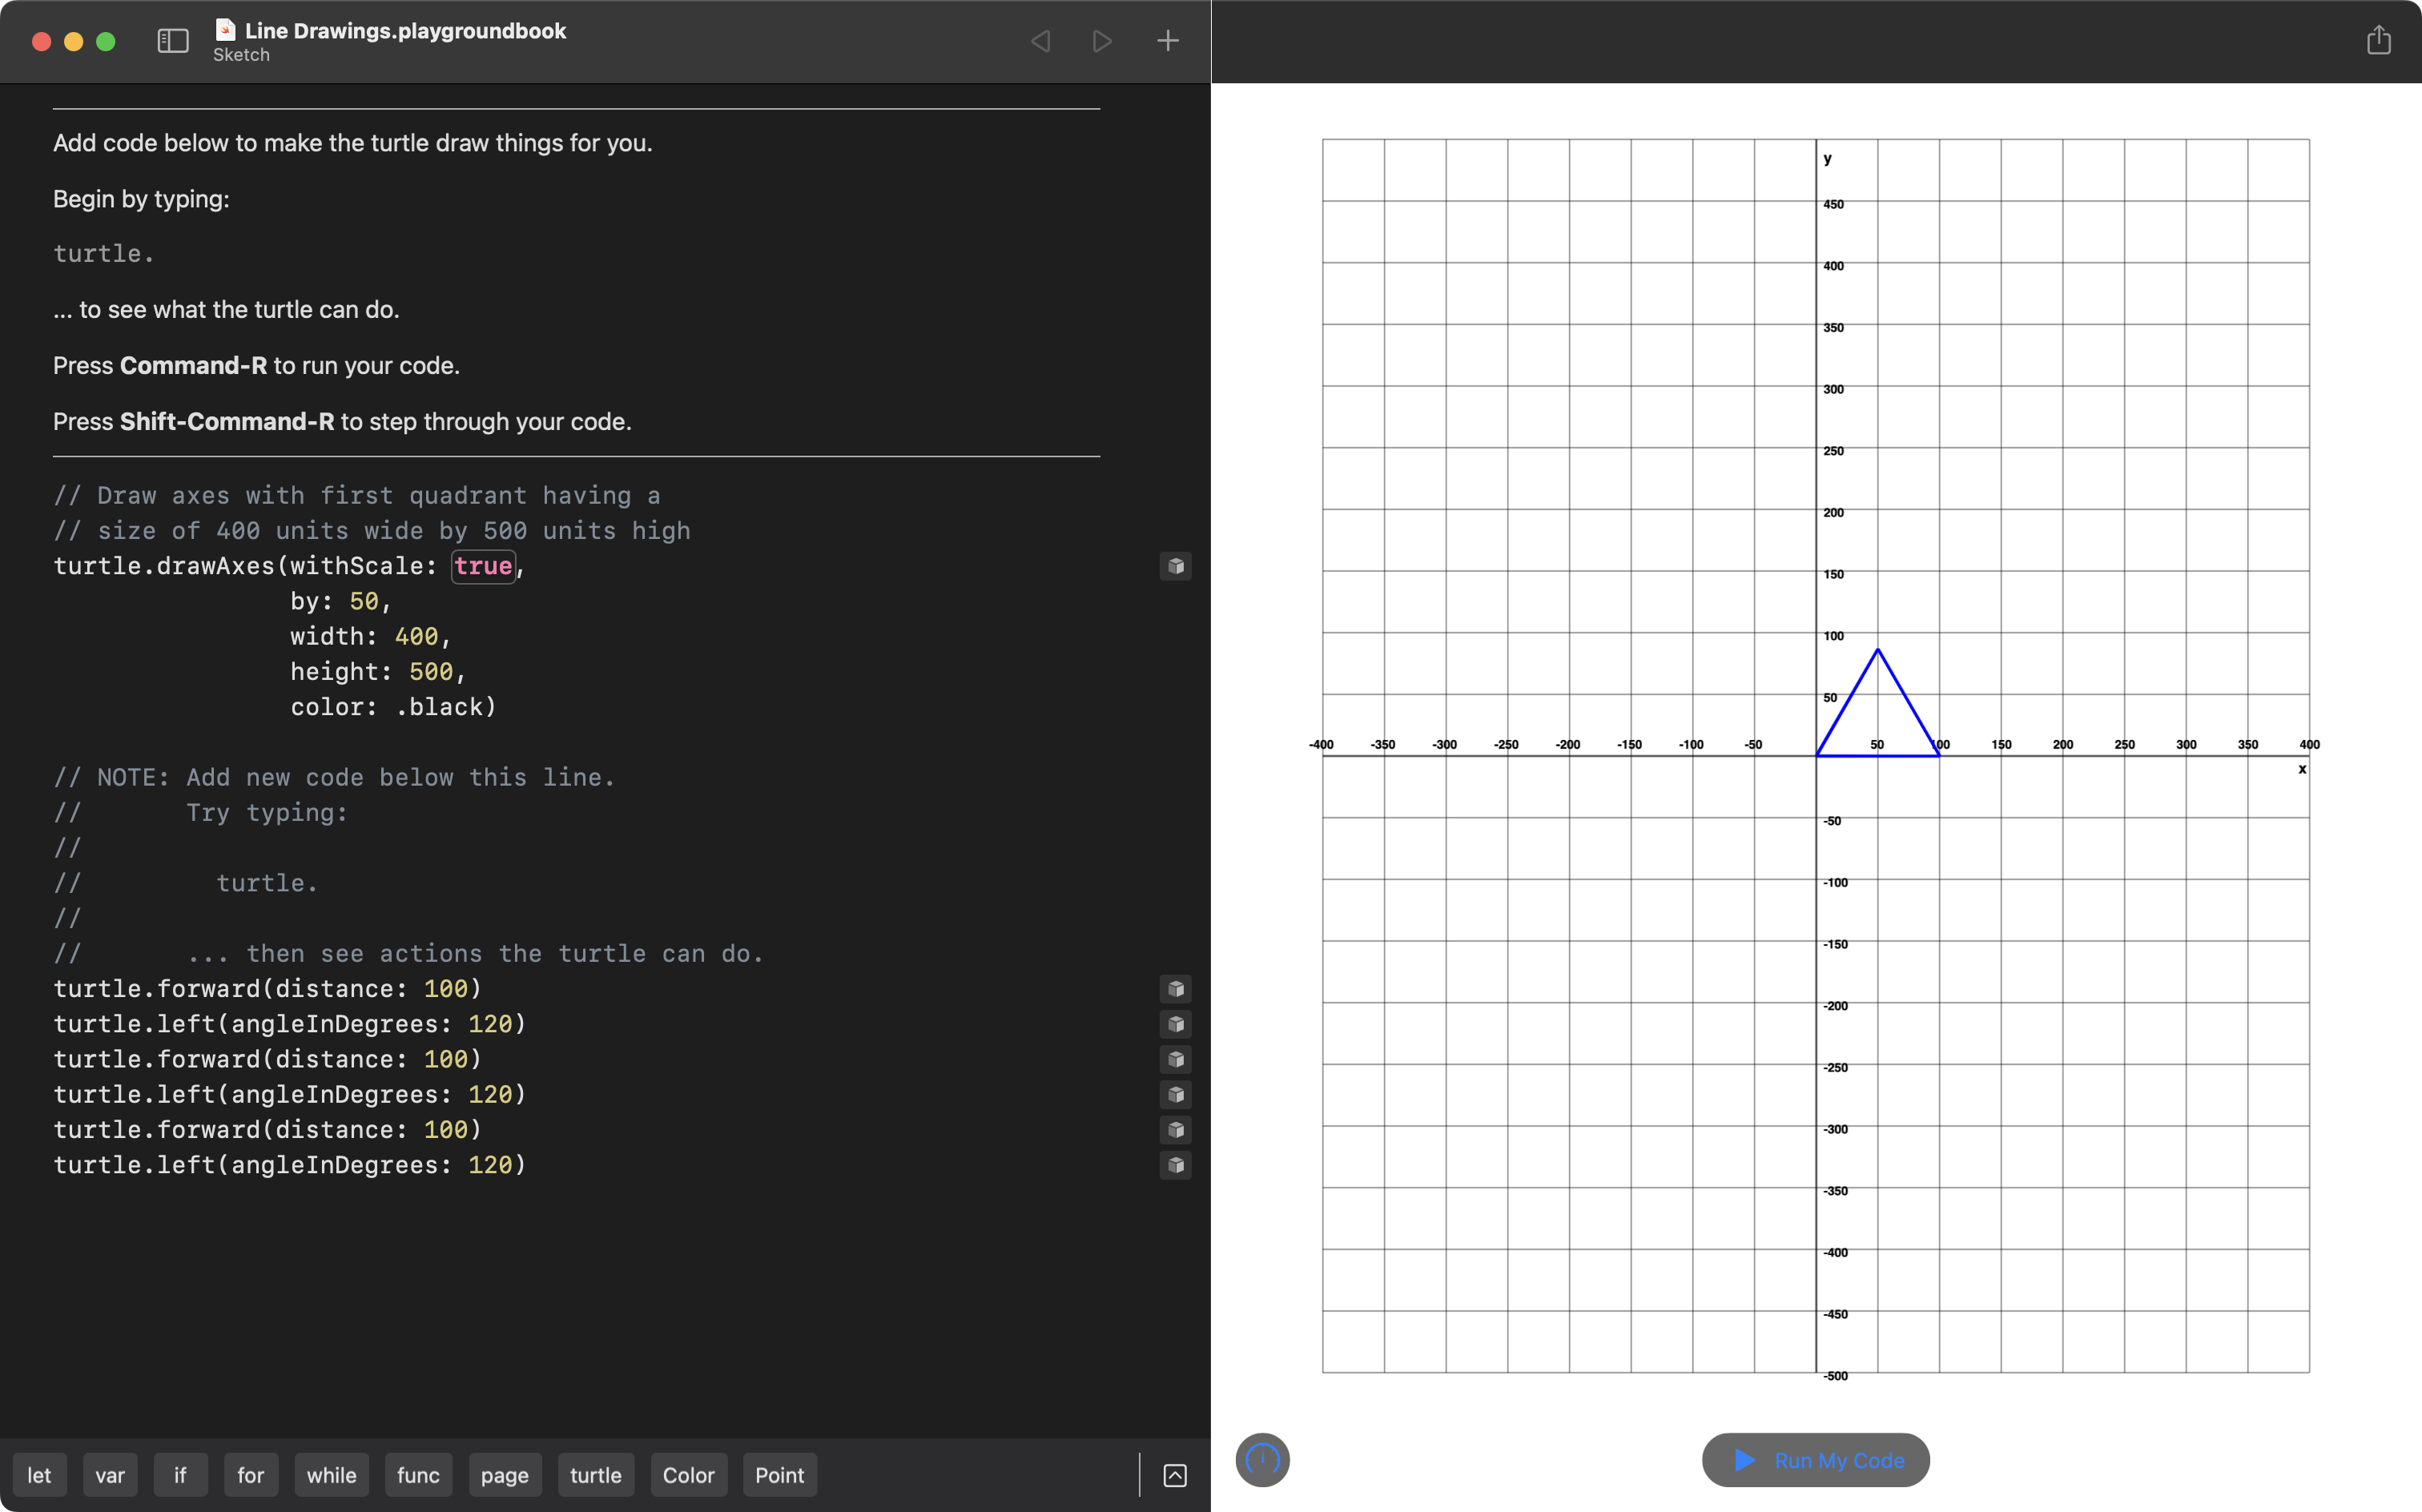 Line Drawings.playgroundbook
Sketch
Add code below to make the turtle draw things for you.
Begin by typing:
turtle.
... to see what the turtle can do.
Press Command-R to run your code.
Press Shift-Command-R to step through your code.
// Draw axes with first quadrant having a
// size of 400 units wide by 500 units high
turtle.drawAxes(withScale: true,
by: 50,
width: 400,
height: 500,
color: .black)
// NOTE: Add new code below this line.
//       Try typing:
//
//         turtle.
//
//       ... then see actions the turtle can do.
turtle.forward(distance: 100)
turtle.left(angleInDegrees: 120)
turtle.forward(distance: 100)
turtle.left(angleInDegrees: 120)
turtle.forward(distance: 100)
turtle.left(angleInDegrees: 120)
let var if for while func page turtle Color Point
y
450
400
350
300
250
200
150
100
50
-400 -350 -300 -250 -200 -150 -100 -50 50 100 150 200 250 300 350 400
x
-50
-100
-150
-200
-250
-300
-350
-400
-450
-500
Run My Code